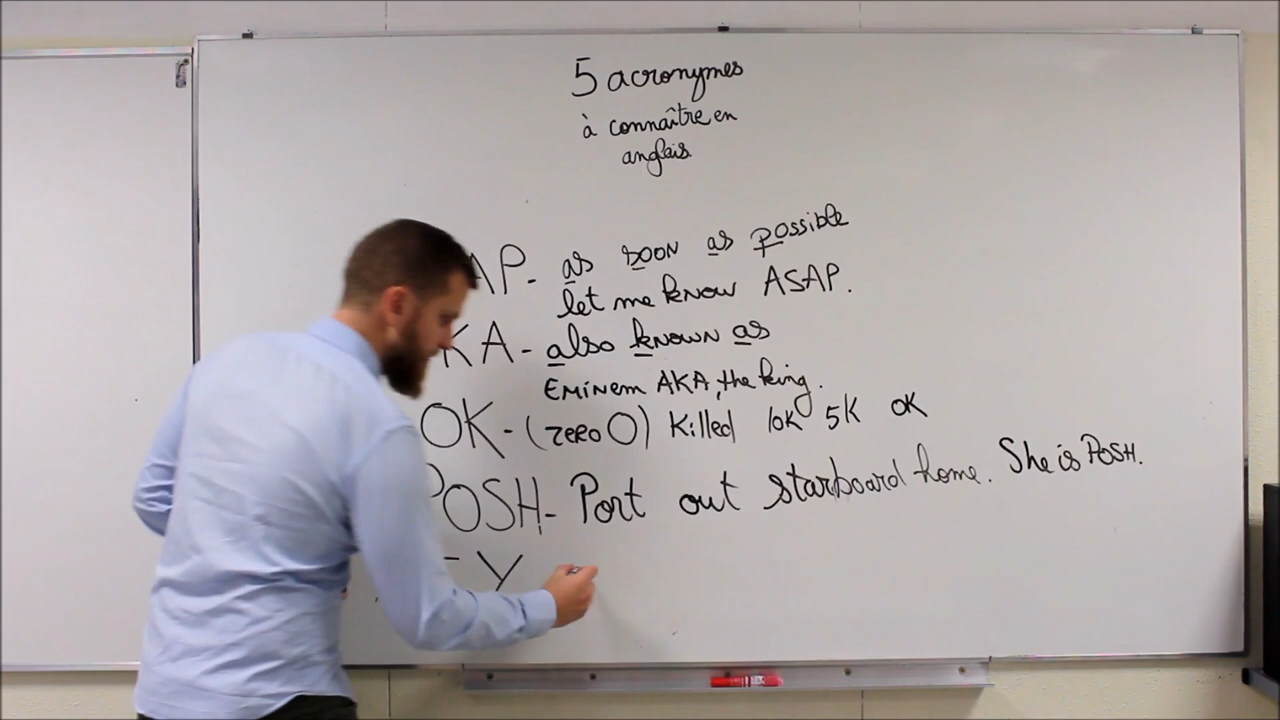 5 acronymes
à connaître en
anglais
AP- as soon as possible
let me know ASAP.
KA- also known as
Eminem AKA, the king.
OK- (zero O) Killed 10K 5K OK
POSH- Port out starboard home. She is POSH.
Y